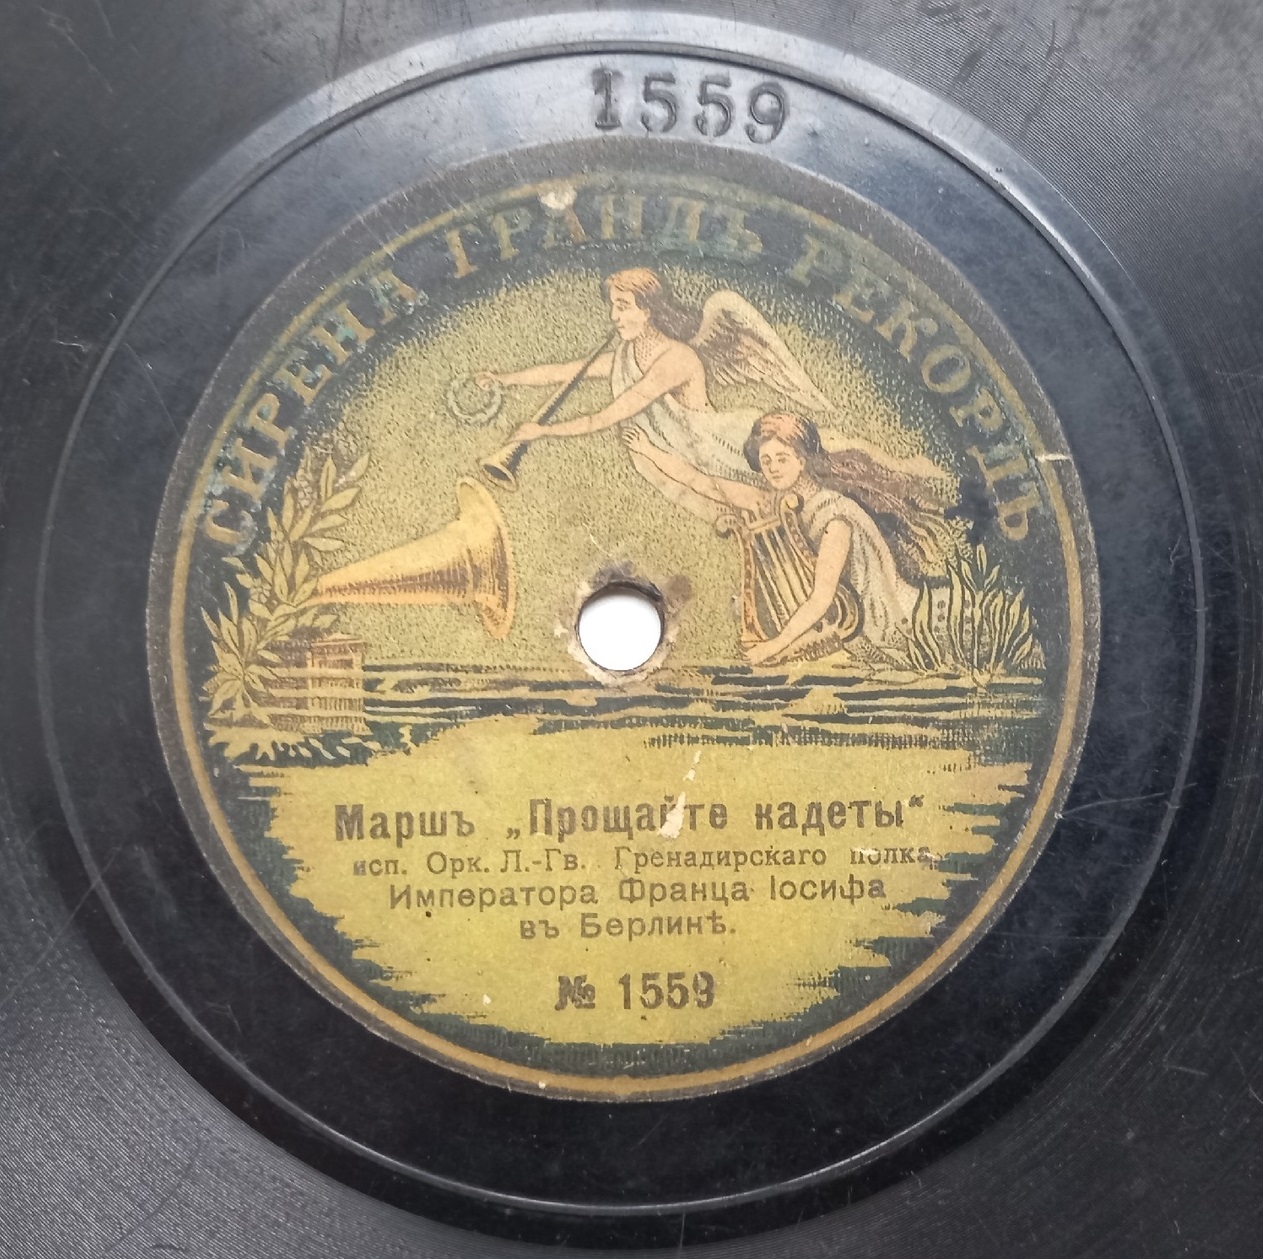 1559
СИРЕНА ГРАНДЪ РЕКОРДЪ
Маршъ „Прощайте кадеты“
исп. Орк. Л.-Гв. Гренадирскаго полка
Императора Франца Іосифа
въ Берлинѣ.
№ 1559